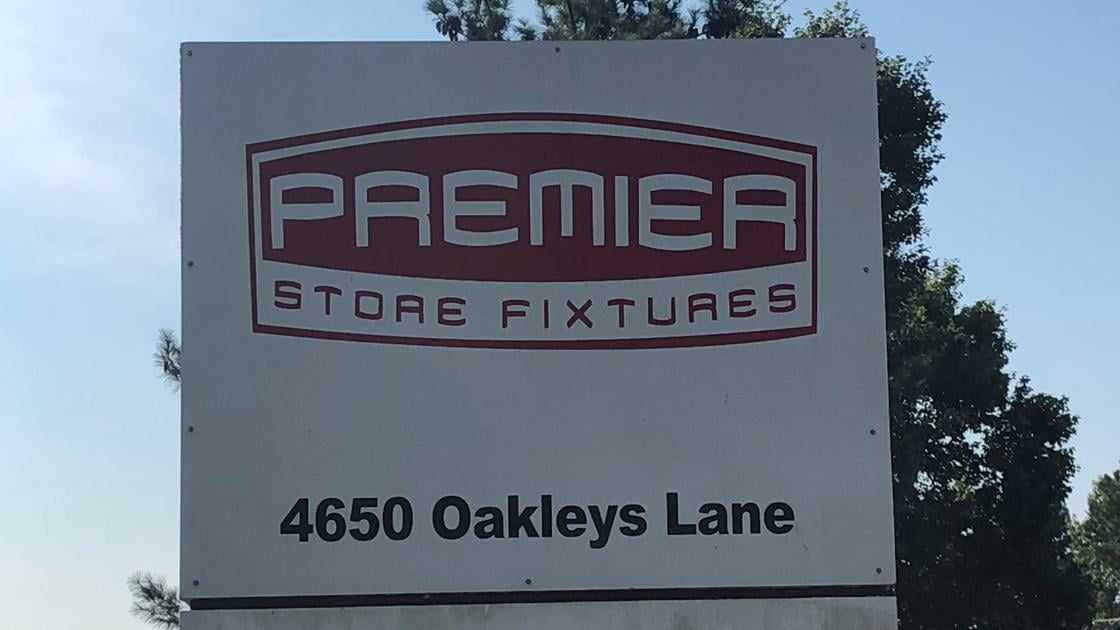 PREMIER
STORE FIXTURES
4650 Oakleys Lane